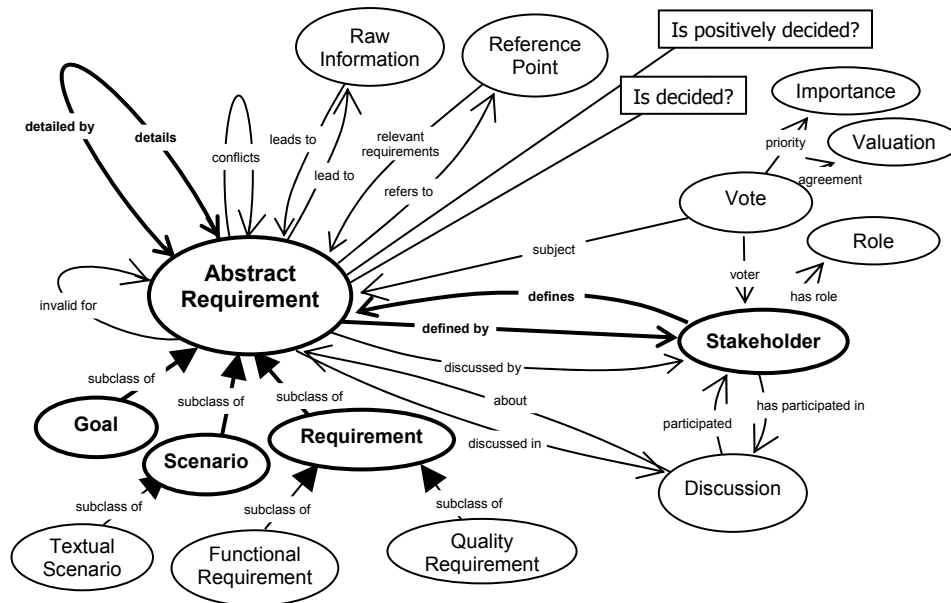 Raw
Information
Reference
Point
Is positively decided?
Is decided?
Importance
Valuation
priority
agreement
Vote
Role
detailed by
details
conflicts
leads to
lead to
relevant
requirements
refers to
subject
voter
has role
Abstract
Requirement
invalid for
defines
defined by
Stakeholder
discussed by
subclass of
subclass of
subclass of
about
participated
has participated in
Goal
Scenario
Requirement
discussed in
Discussion
subclass of
subclass of
subclass of
Textual
Scenario
Functional
Requirement
Quality
Requirement